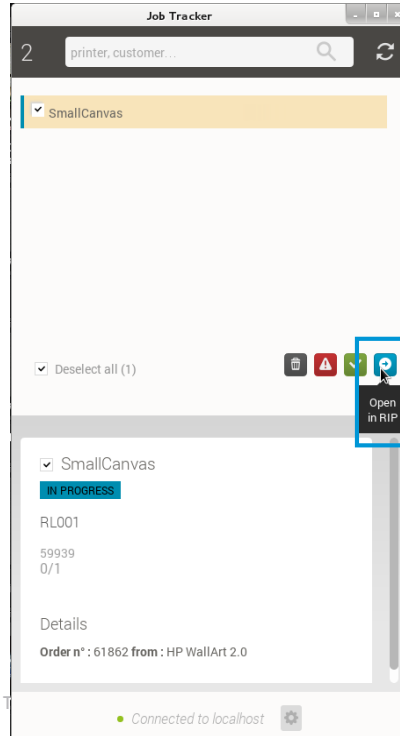 Job Tracker
2
printer, customer...
SmallCanvas
Deselect all (1)
Open
in RIP
SmallCanvas
IN PROGRESS
RL001
59939
0/1
Details
Order n° : 61862 from : HP WallArt 2.0
T
Connected to localhost